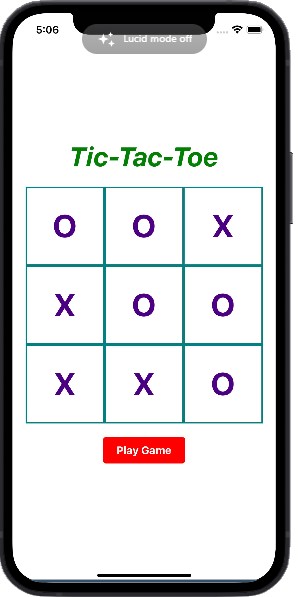 5:06
Lucid mode off
Tic-Tac-Toe
O O X
X O O
X X O
Play Game